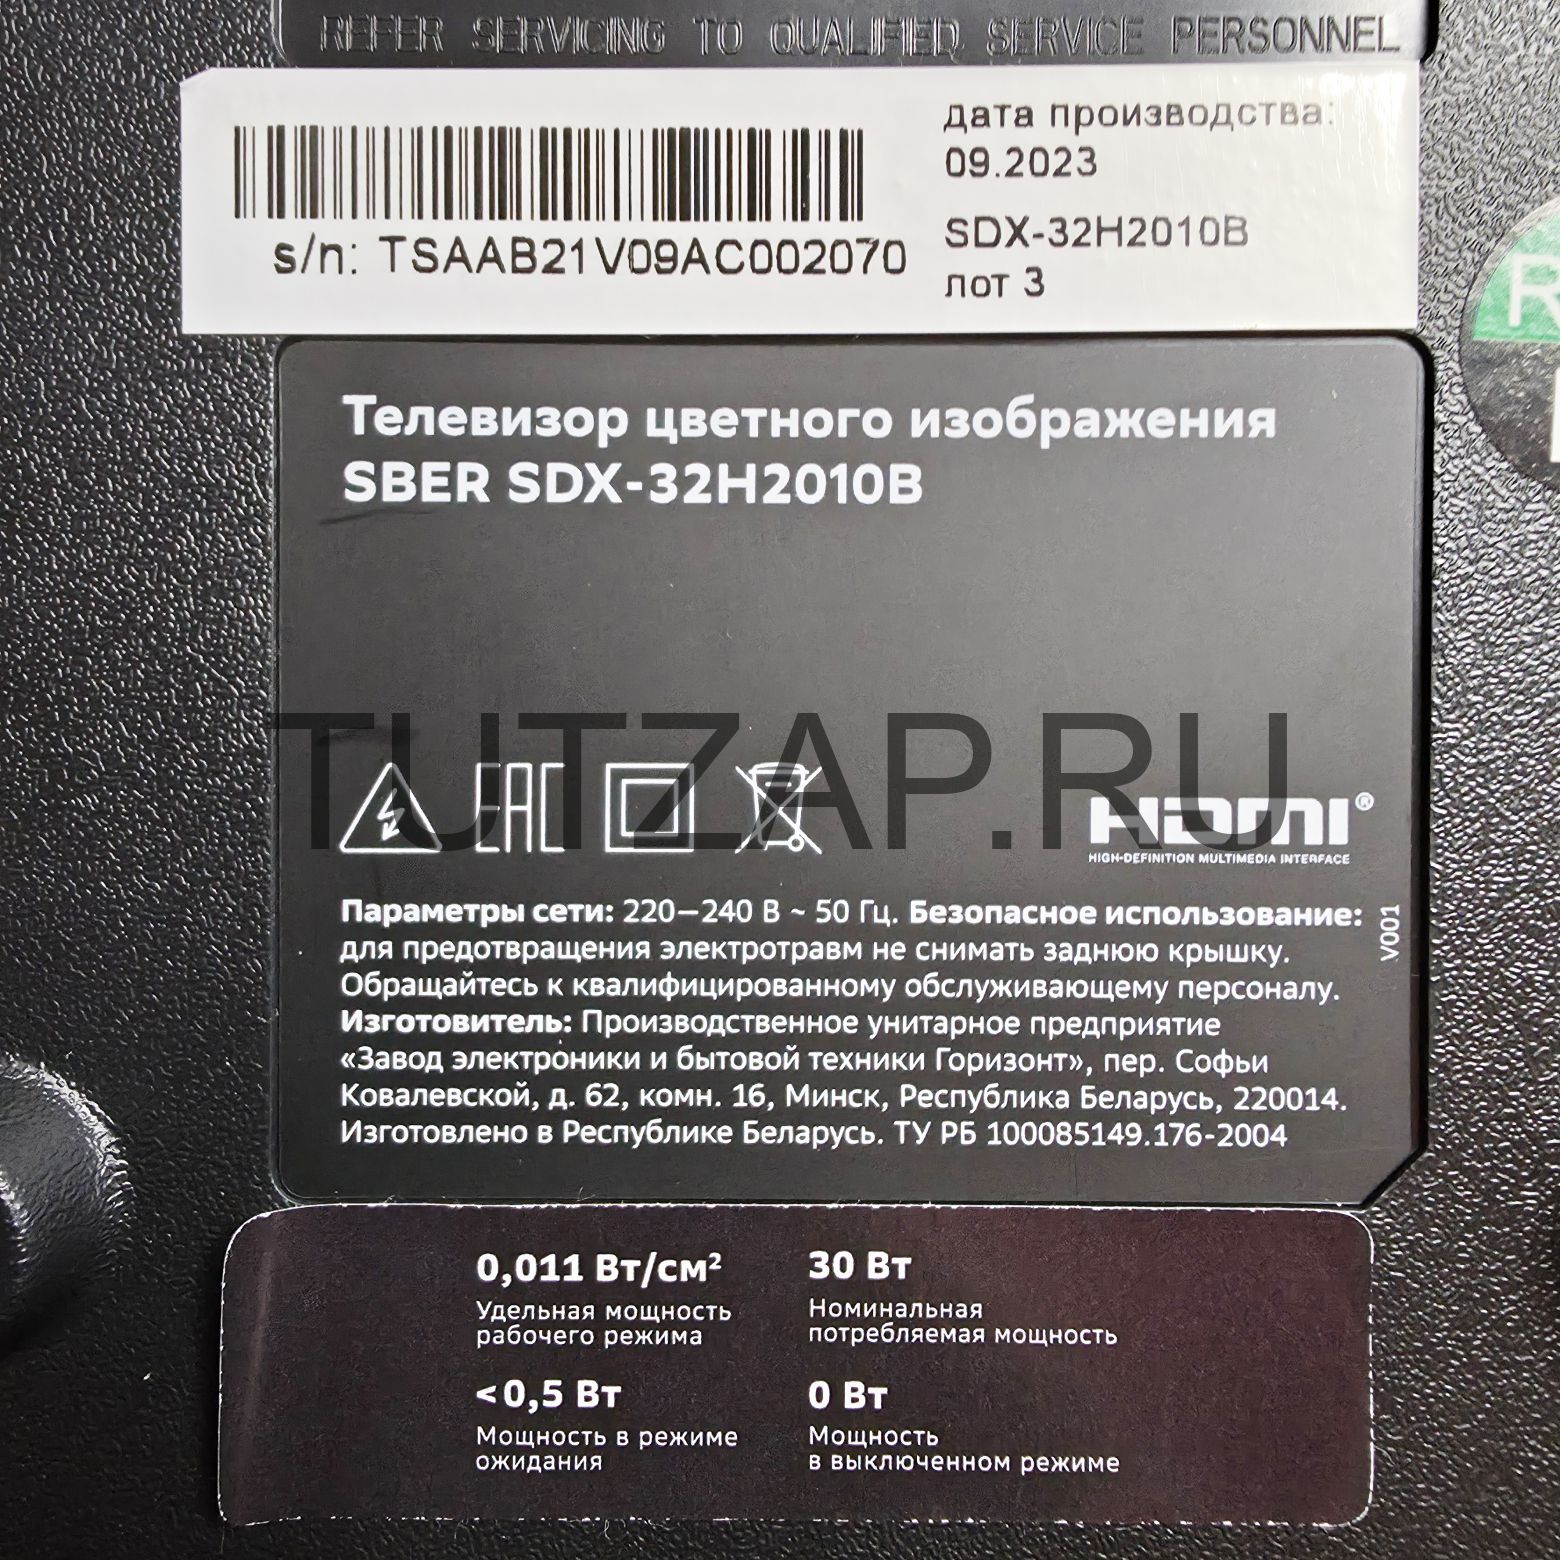 REFER SERVICING TO QUALIFIED SERVICE PERSONNEL
дата производства:
09.2023
s/n: TSAAB21V09AC002070
SDX-32H2010B
лот 3
R
Телевизор цветного изображения
SBER SDX-32H2010B
TUTZAP.RU
EAC
HDMI®
HIGH-DEFINITION MULTIMEDIA INTERFACE
Параметры сети: 220—240 В ~ 50 Гц. Безопасное использование:
для предотвращения электротравм не снимать заднюю крышку.
Обращайтесь к квалифицированному обслуживающему персоналу.
Изготовитель: Производственное унитарное предприятие
«Завод электроники и бытовой техники Горизонт», пер. Софьи
Ковалевской, д. 62, комн. 16, Минск, Республика Беларусь, 220014.
Изготовлено в Республике Беларусь. ТУ РБ 100085149.176-2004
V001
0,011 Вт/см²
Удельная мощность
рабочего режима
30 Вт
Номинальная
потребляемая мощность
<0,5 Вт
Мощность в режиме
ожидания
0 Вт
Мощность
в выключенном режиме